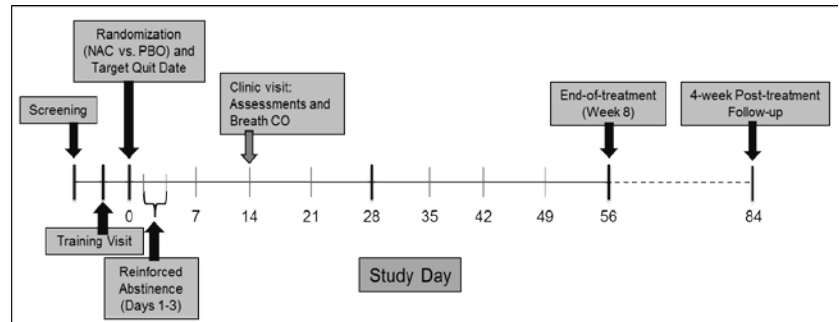 Randomization
(NAC vs. PBO) and
Target Quit Date
Clinic visit:
Assessments and
Breath CO
End-of-treatment
(Week 8)
4-week Post-treatment
Follow-up
Screening
0
7
14
21
28
35
42
49
56
84
Training Visit
Reinforced
Abstinence
(Days 1-3)
Study Day